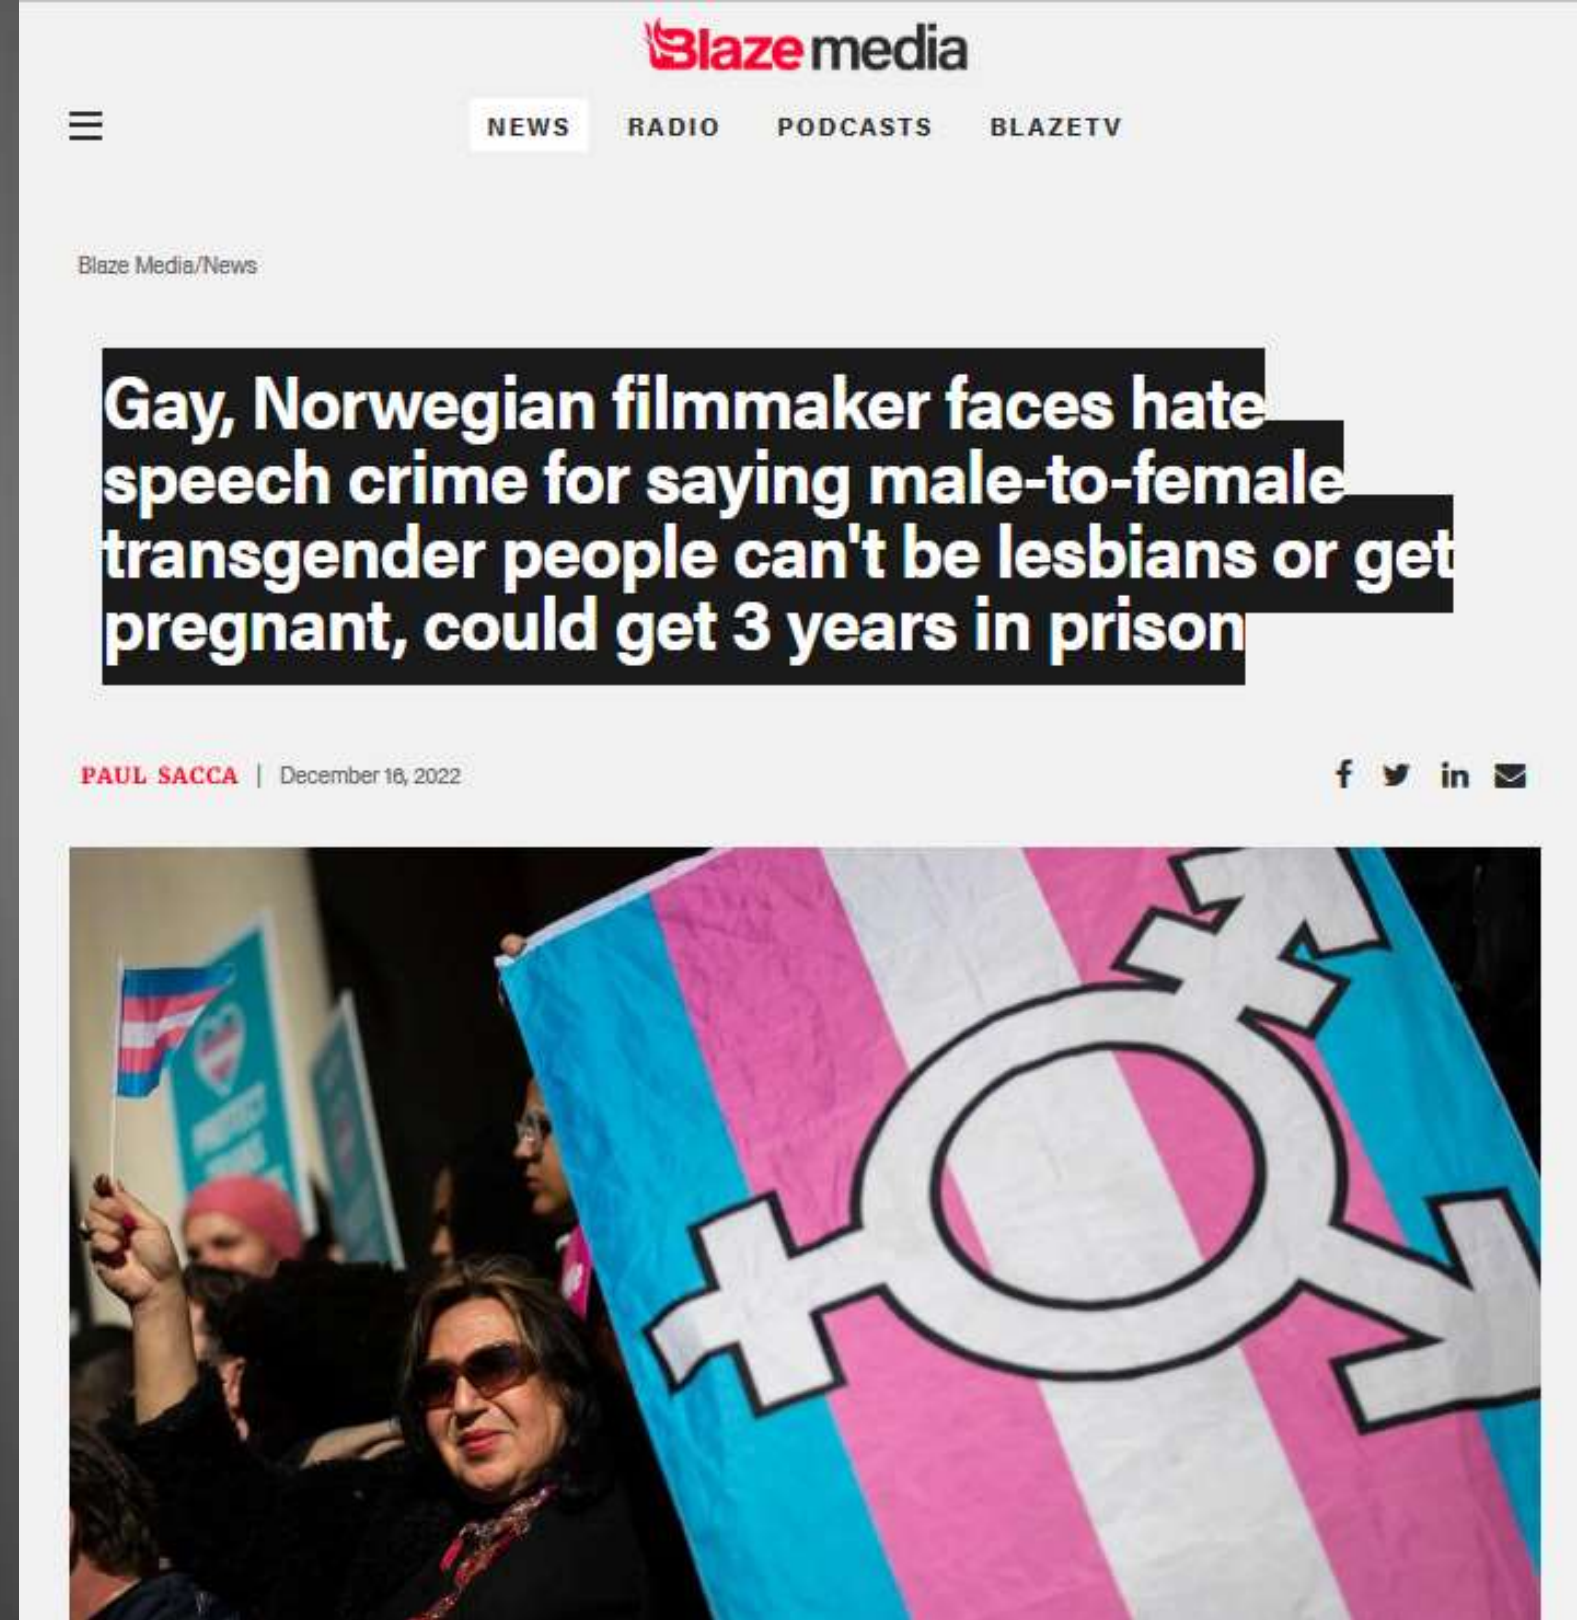 Blaze media
NEWS RADIO PODCASTS BLAZETV
Blaze Media/News
Gay, Norwegian filmmaker faces hate
speech crime for saying male-to-female
transgender people can't be lesbians or get
pregnant, could get 3 years in prison
PAUL SACCA | December 16, 2022
PROTECT